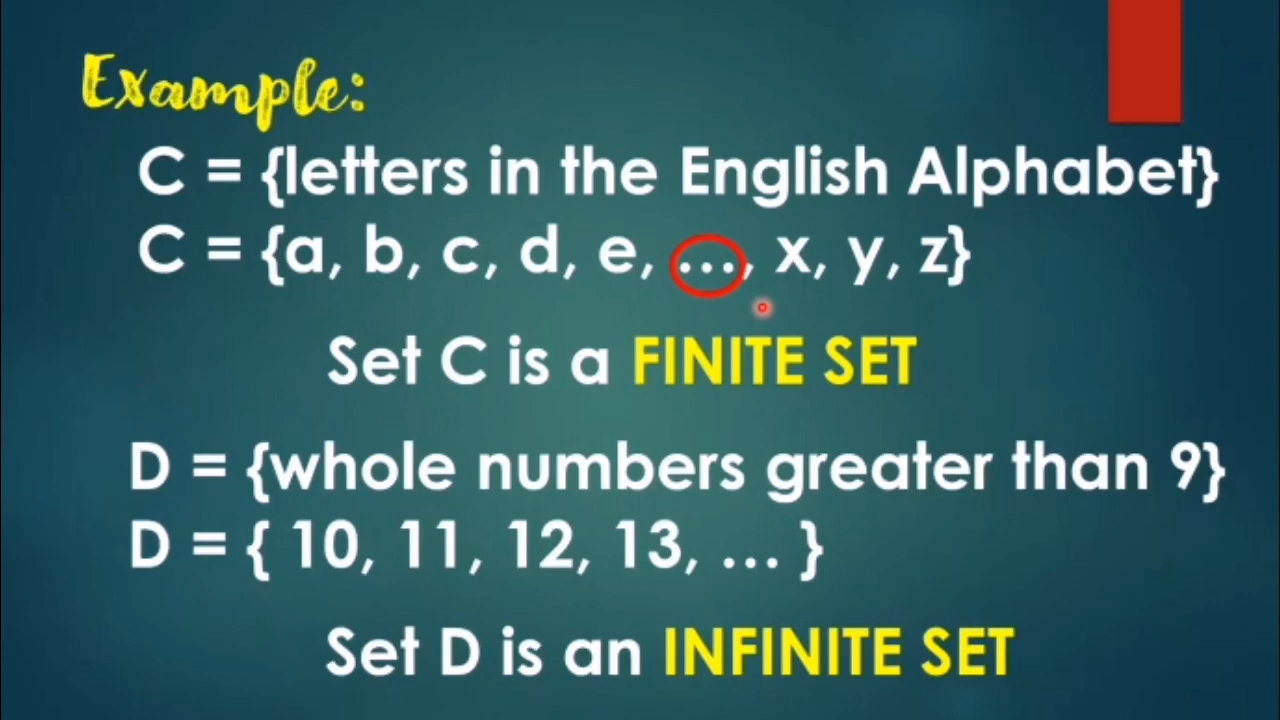 Example:
C = {letters in the English Alphabet}
C = {a, b, c, d, e, ..., x, y, z}
Set C is a FINITE SET
D = {whole numbers greater than 9}
D = { 10, 11, 12, 13, ... }
Set D is an INFINITE SET